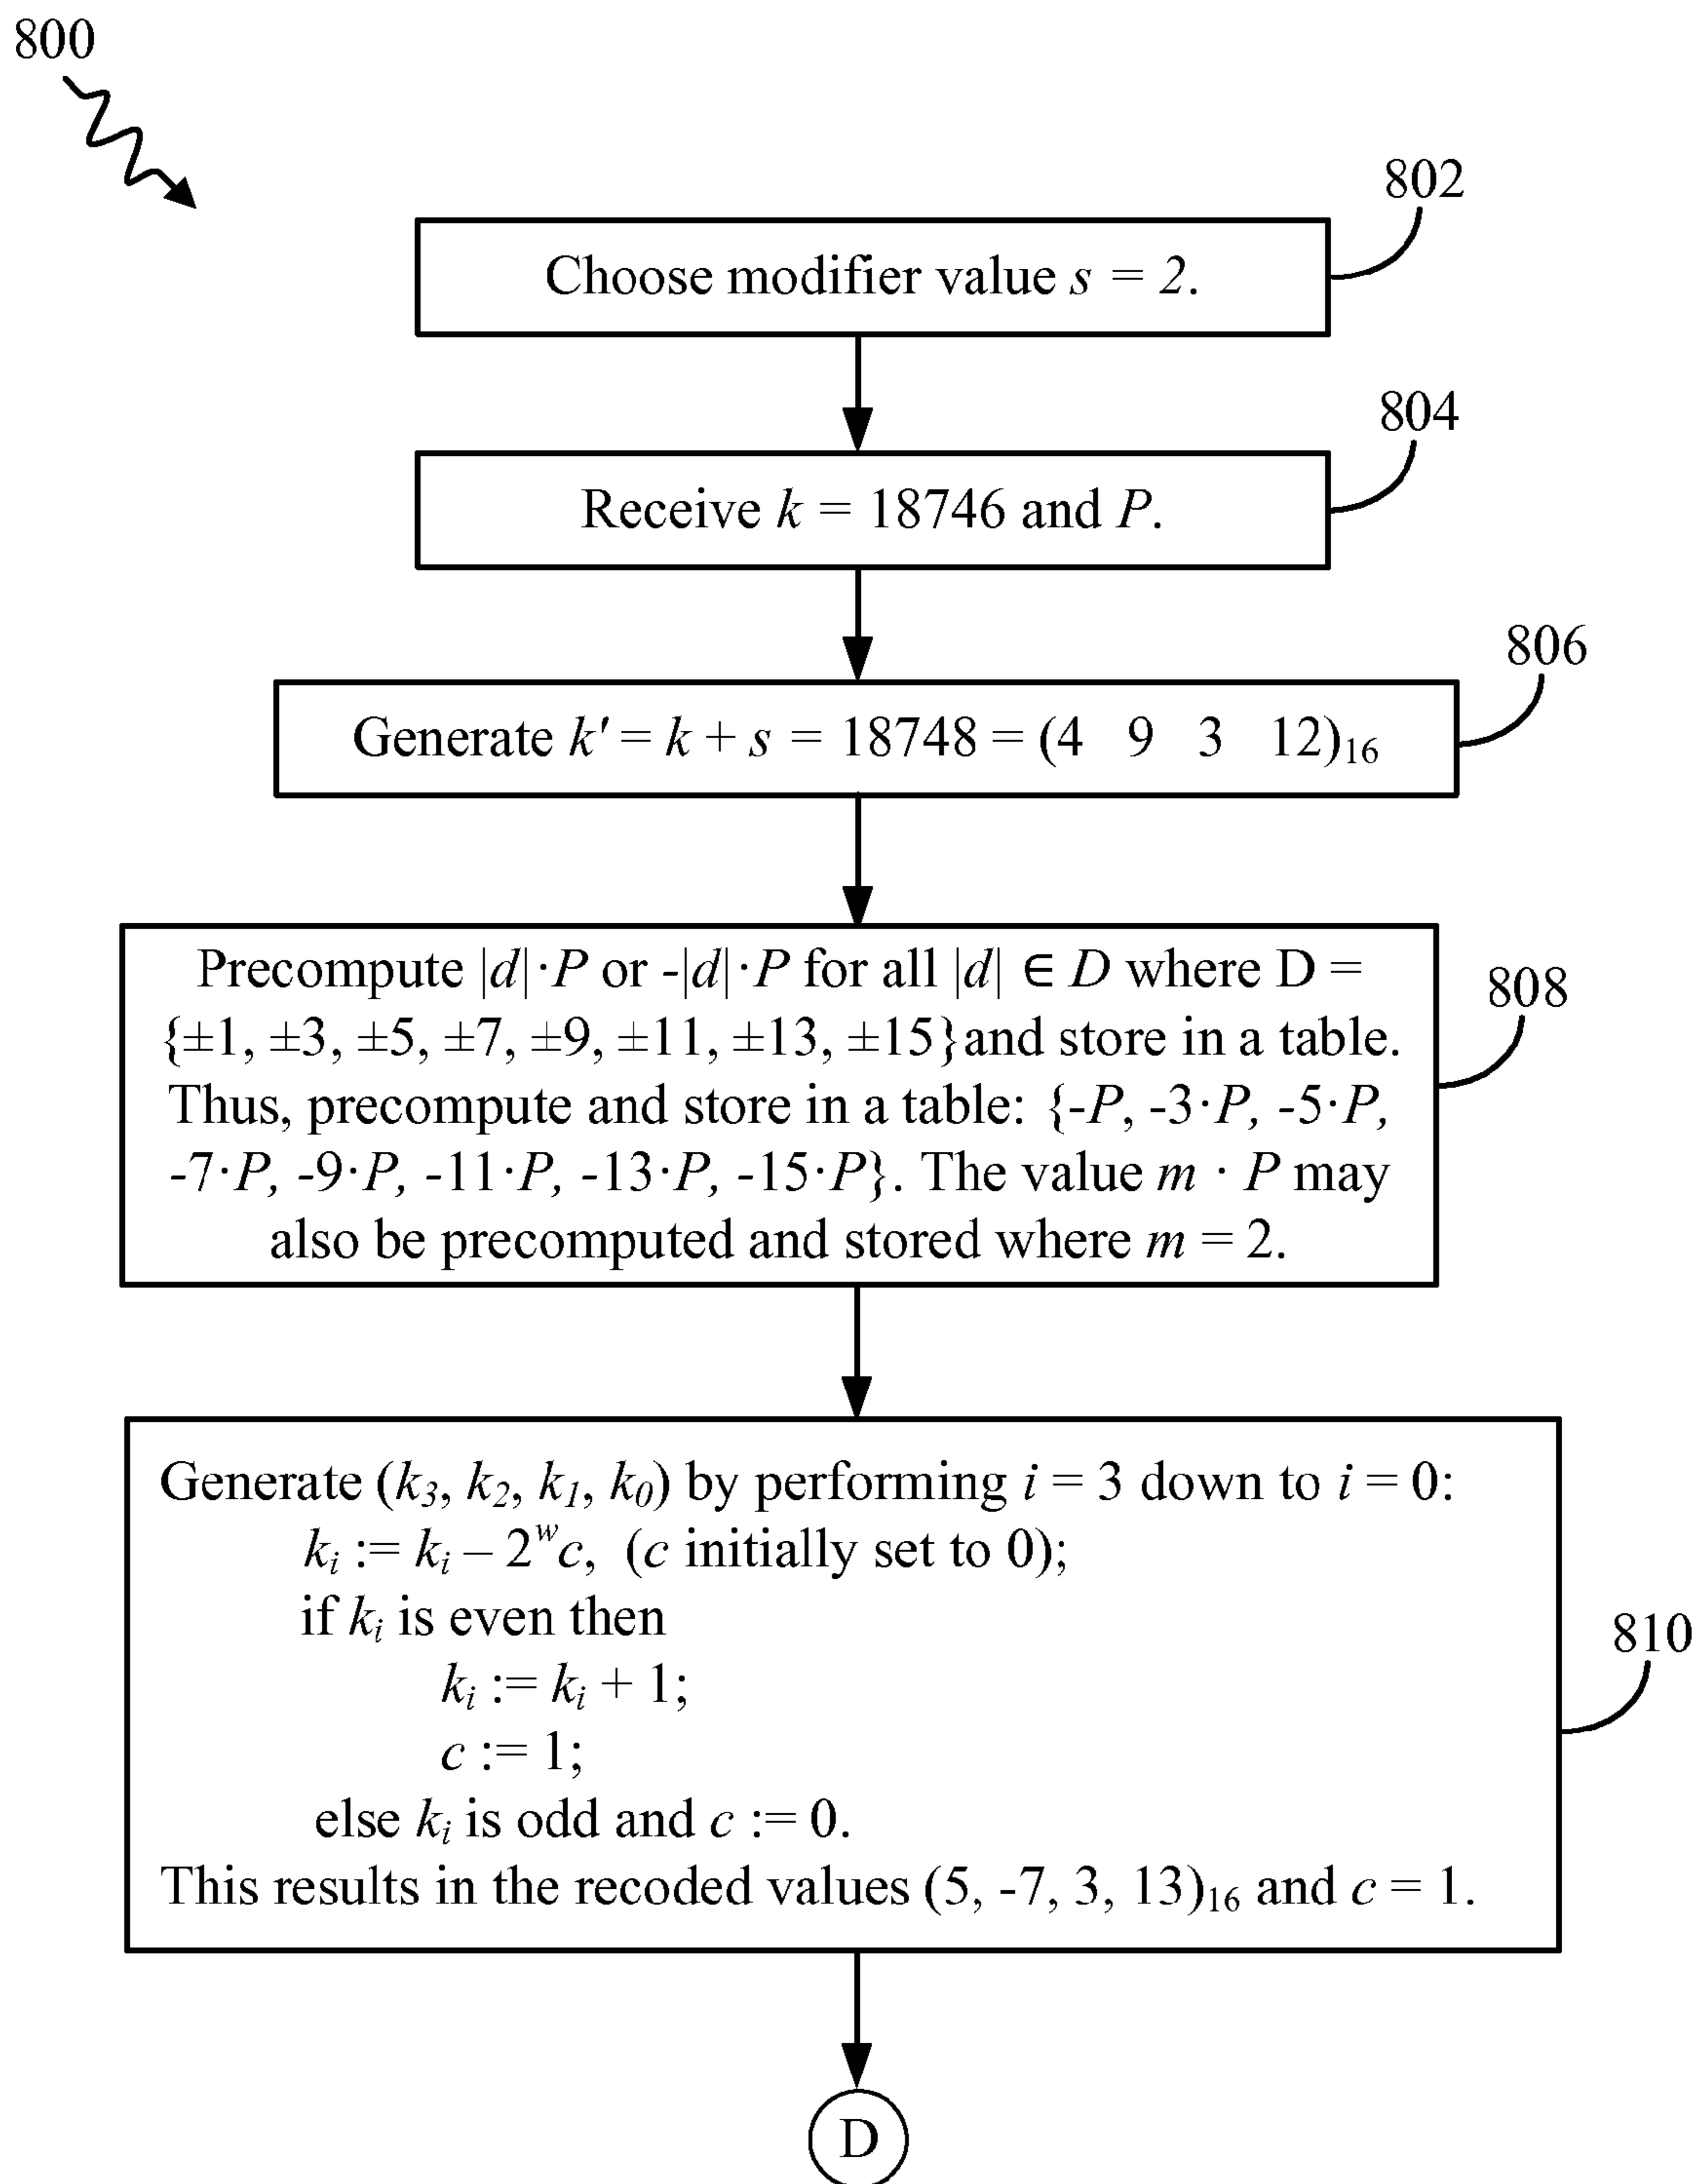 800
802
Choose modifier value s = 2.
804
Receive k = 18746 and P.
806
Generate k' = k + s = 18748 = (4 9 3 12)₁₆
Precompute |d|·P or -|d|·P for all |d| ∈ D where D =
808
{±1, ±3, ±5, ±7, ±9, ±11, ±13, ±15}and store in a table.
Thus, precompute and store in a table: {-P, -3·P, -5·P,
-7·P, -9·P, -11·P, -13·P, -15·P}. The value m · P may
also be precomputed and stored where m = 2.
Generate (k₃, k₂, k₁, k₀) by performing i = 3 down to i = 0:
kᵢ := kᵢ – 2ʷc, (c initially set to 0);
if kᵢ is even then
810
kᵢ := kᵢ + 1;
c := 1;
else kᵢ is odd and c := 0.
This results in the recoded values (5, -7, 3, 13)₁₆ and c = 1.
D